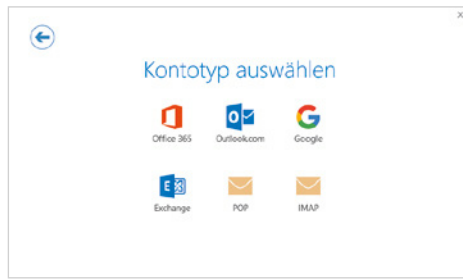 Kontotyp auswählen
Office 365 Outlook.com Google
Exchange POP IMAP